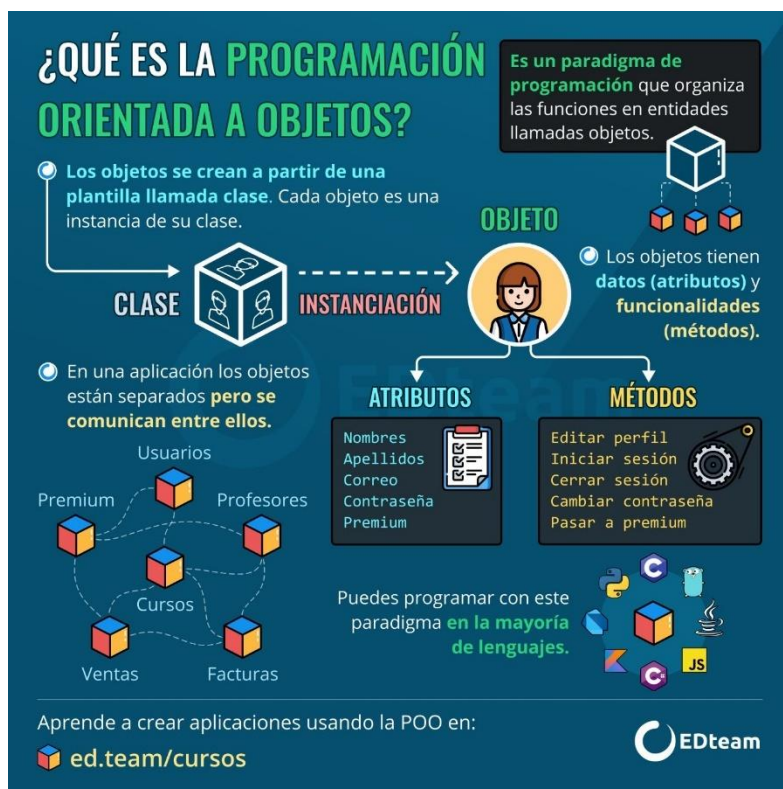 ¿QUÉ ES LA PROGRAMACIÓN
ORIENTADA A OBJETOS?
Es un paradigma de
programación que organiza
las funciones en entidades
llamadas objetos.
Los objetos se crean a partir de una
plantilla llamada clase. Cada objeto es una
instancia de su clase.
OBJETO
CLASE
INSTANCIACIÓN
Los objetos tienen
datos (atributos) y
funcionalidades
(métodos).
En una aplicación los objetos
están separados pero se
comunican entre ellos.
EDteam
ATRIBUTOS
Nombres
Apellidos
Correo
Contraseña
Premium
MÉTODOS
Editar perfil
Iniciar sesión
Cerrar sesión
Cambiar contraseña
Pasar a premium
Usuarios
Premium
Profesores
Cursos
Ventas
Facturas
Puedes programar con este
paradigma en la mayoría
de lenguajes.
C
C#
JS
Aprende a crear aplicaciones usando la POO en:
ed.team/cursos
EDteam